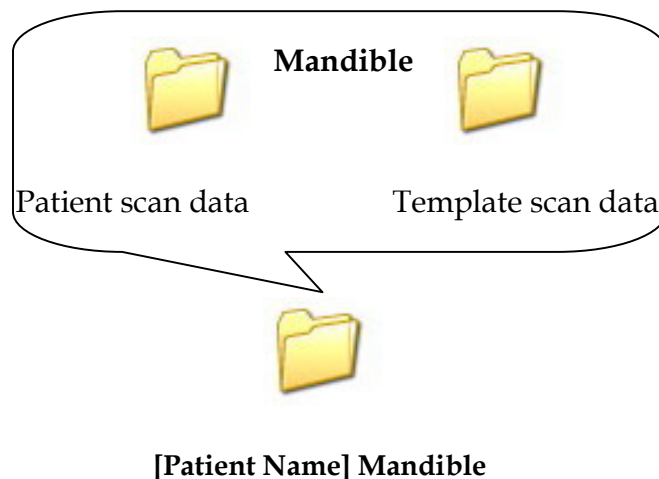 Mandible
Patient scan data
Template scan data
[Patient Name] Mandible